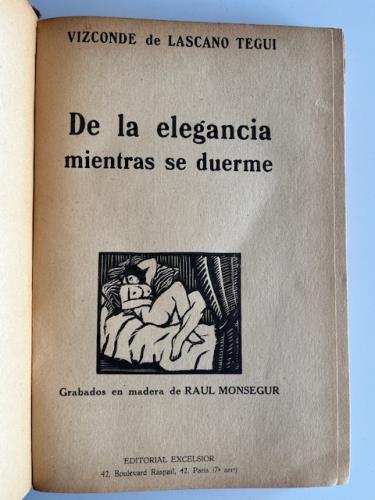 VIZCONDE de LASCANO TEGUI
De la elegancia
mientras se duerme
Grabados en madera de RAUL MONSEGUR
EDITORIAL EXCELSIOR
42, Boulevard Raspail, 42, Paris (7e arrt)